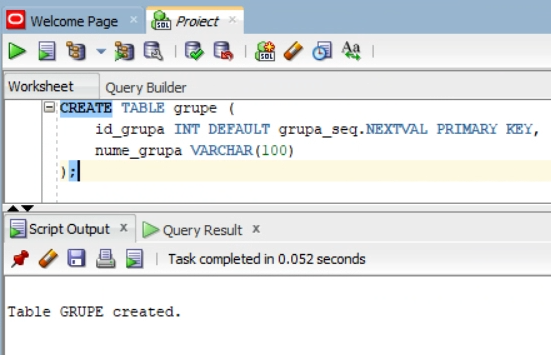 Welcome Page
Proiect
Worksheet
Query Builder
CREATE TABLE grupe (
id_grupa INT DEFAULT grupa_seq.NEXTVAL PRIMARY KEY,
nume_grupa VARCHAR(100)
);
Script Output
Query Result
Task completed in 0.052 seconds
Table GRUPE created.